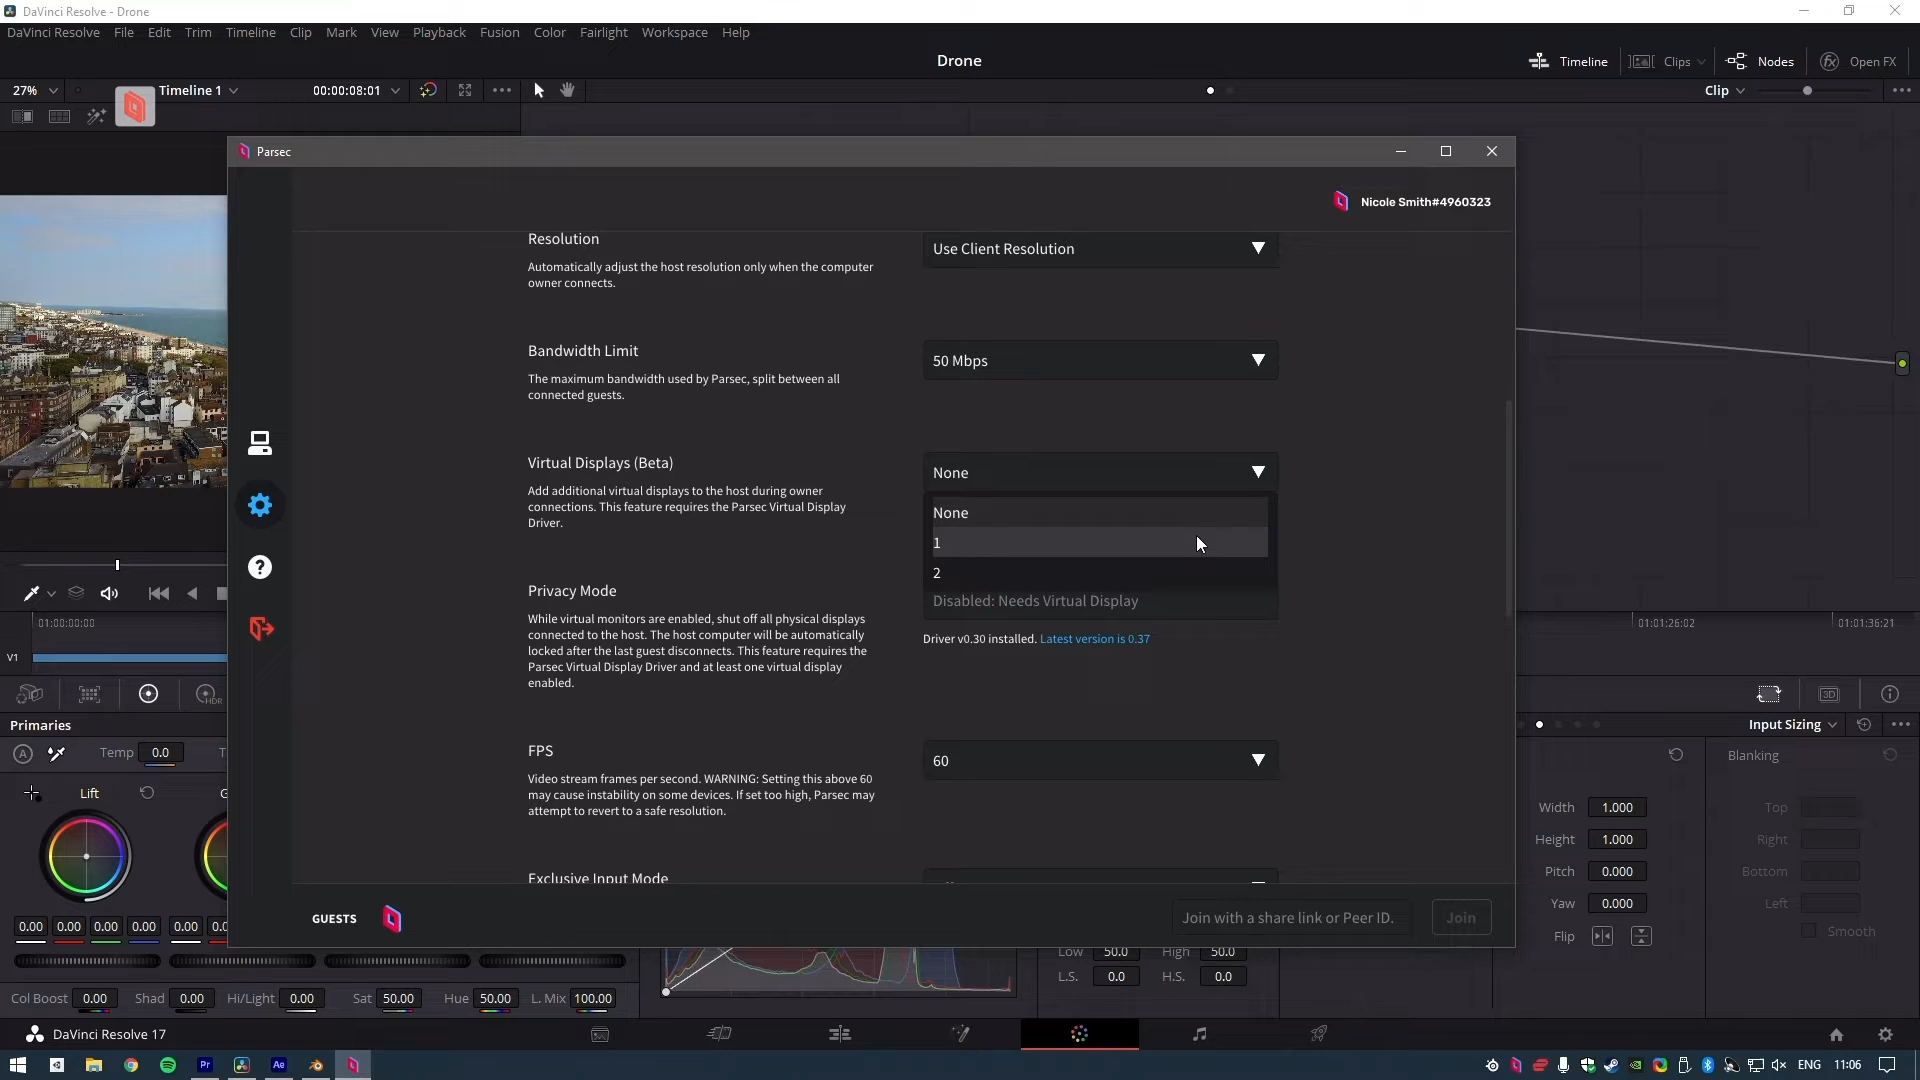 DaVinci Resolve - Drone
DaVinci Resolve File Edit Trim Timeline Clip Mark View Playback Fusion Color Fairlight Workspace Help
Drone
Timeline Clips Nodes Open FX
27% Timeline 1 00:00:08:01 Clip
Parsec
Nicole Smith#4960323
Resolution
Use Client Resolution
Automatically adjust the host resolution only when the computer
owner connects.
Bandwidth Limit
50 Mbps
The maximum bandwidth used by Parsec, split between all
connected guests.
Virtual Displays (Beta)
None
Add additional virtual displays to the host during owner
connections. This feature requires the Parsec Virtual Display
Driver.
None
1
2
Privacy Mode
Disabled: Needs Virtual Display
While virtual monitors are enabled, shut off all physical displays
connected to the host. The host computer will be automatically
locked after the last guest disconnects. This feature requires the
Parsec Virtual Display Driver and at least one virtual display
enabled.
Driver v0.30 installed. Latest version is 0.37
FPS
60
Video stream frames per second. WARNING: Setting this above 60
may cause instability on some devices. If set too high, Parsec may
attempt to revert to a safe resolution.
Exclusive Input Mode
GUESTS
Join with a share link or Peer ID.
Join
01:00:00:00
V1
01:01:26:02 01:01:36:21
HDR
3D
Primaries
A Temp 0.0 T
Lift G
0.00 0.00 0.00 0.00 0.00 0.0
Col Boost 0.00 Shad 0.00 Hi/Light 0.00 Sat 50.00 Hue 50.00 L. Mix 100.00
Low 50.0 High 50.0
L.S. 0.0 H.S. 0.0
Input Sizing
Blanking
Width 1.000 Top
Height 1.000 Right
Pitch 0.000 Bottom
Yaw 0.000 Left
Flip Smooth
DaVinci Resolve 17
Pr Ae
ENG 11:06